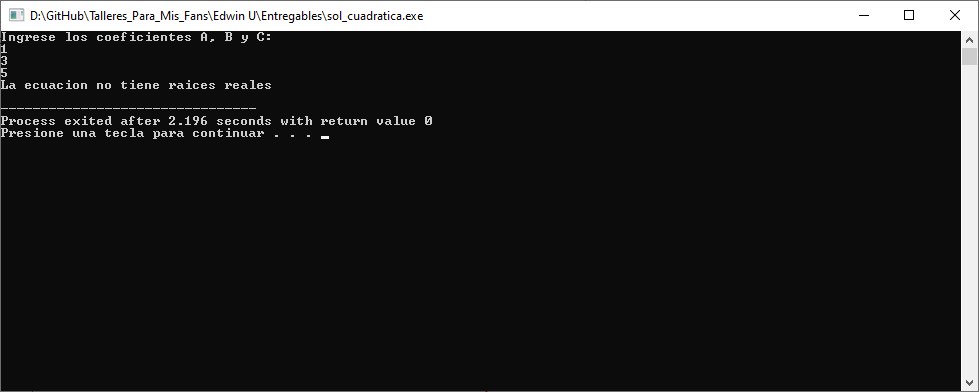 D:\GitHub\Talleres_Para_Mis_Fans\Edwin U\Entregables\sol_cuadratica.exe
Ingrese los coeficientes A, B y C:
1
3
5
La ecuacion no tiene raices reales
--------------------------------
Process exited after 2.196 seconds with return value 0
Presione una tecla para continuar . . .